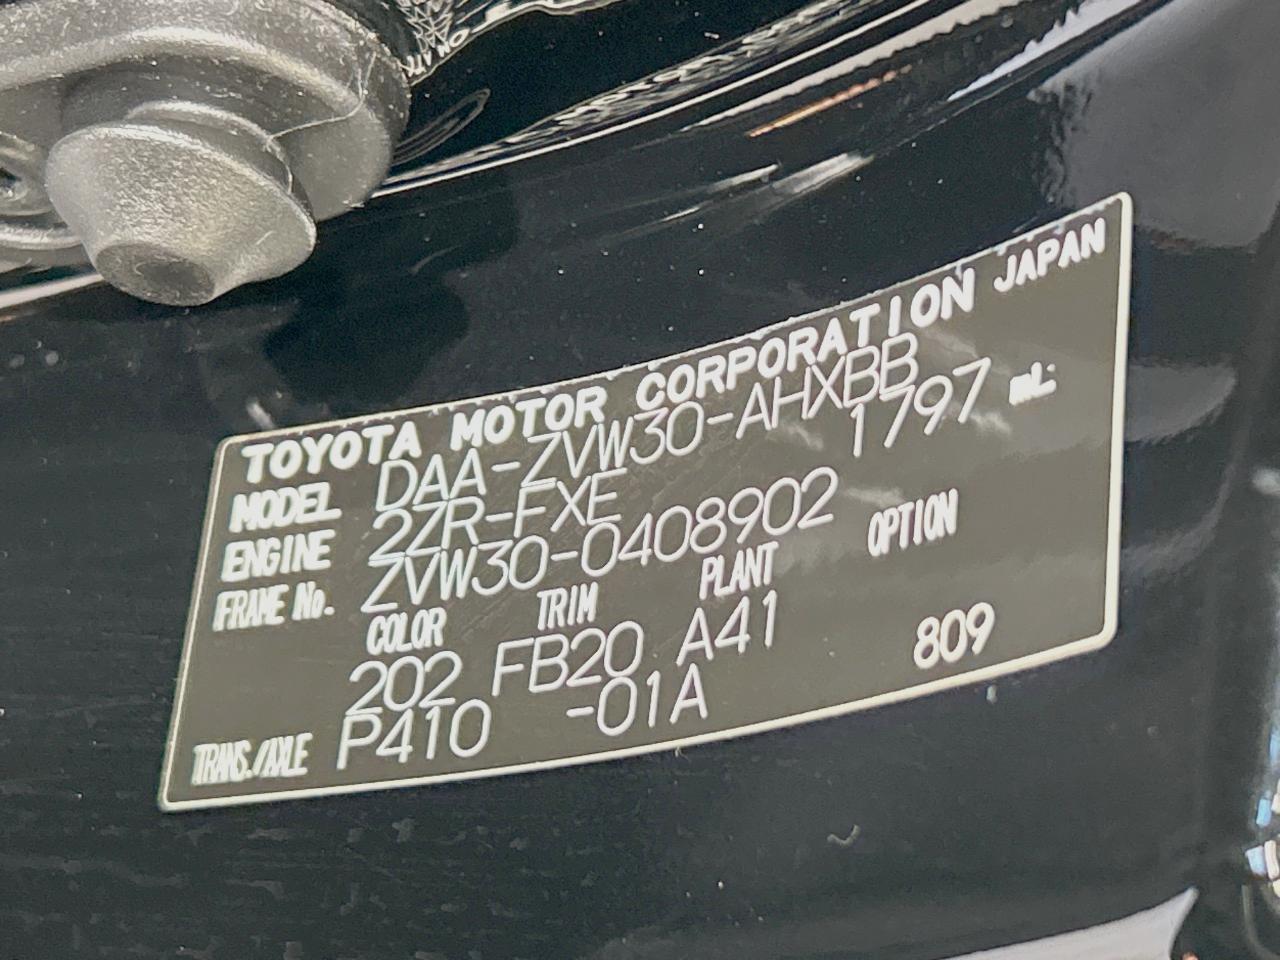 TOYOTA MOTOR CORPORATION JAPAN
MODEL DAA-ZVW30-AHXBB
ENGINE 2ZR-FXE 1797 mL
FRAME No. ZVW30-0408902
COLOR TRIM PLANT OPTION
202 FB20 A41
TRANS./AXLE P410 -01A 809